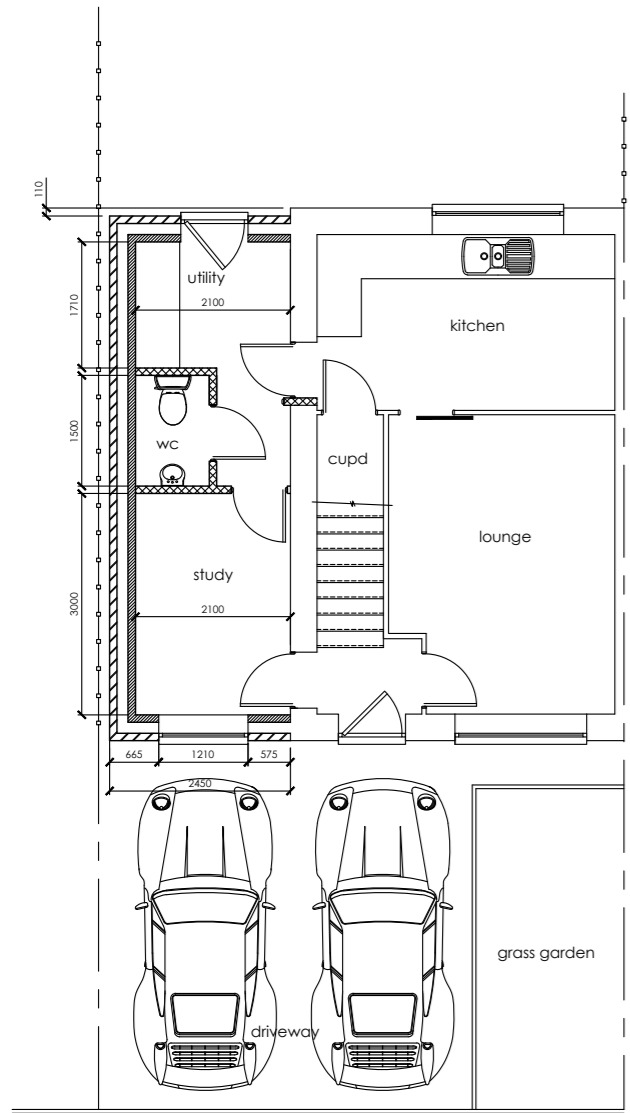 110
utility
2100
1710
kitchen
1500
wc
cupd
lounge
study
2100
3000
665
1210
575
2450
grass garden
driveway